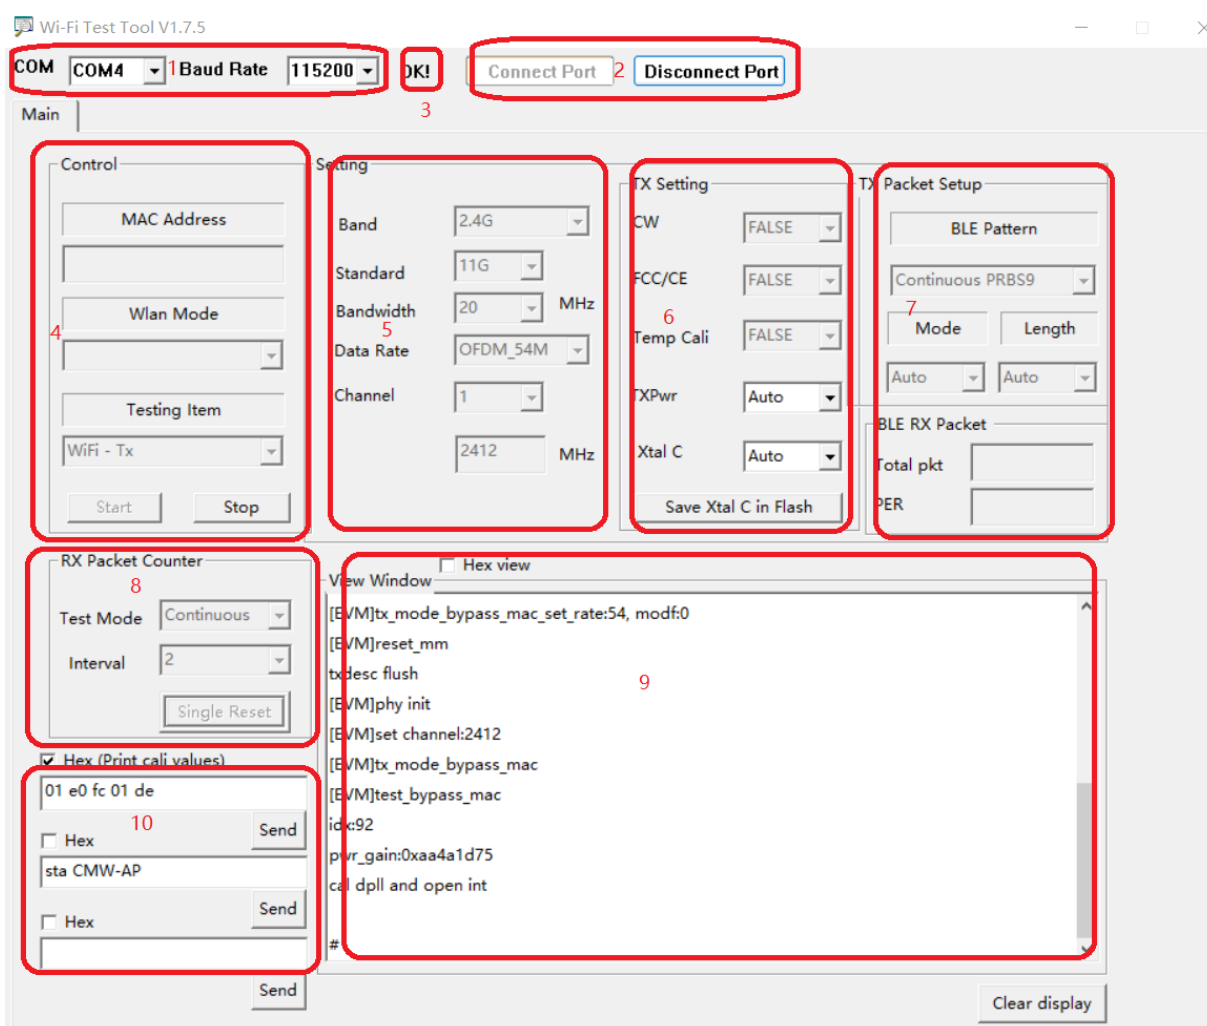 Wi-Fi Test Tool V1.7.5
COM COM4 1 Baud Rate 115200 OK! Connect Port 2 Disconnect Port
3
Main
Control
MAC Address
Wlan Mode
4
Testing Item
WiFi - Tx
Start Stop
Setting
Band 2.4G
Standard 11G
Bandwidth 20 MHz
5
Data Rate OFDM_54M
Channel 1
2412 MHz
TX Setting
CW FALSE
FCC/CE FALSE
6
Temp Cali FALSE
TXPwr Auto
Xtal C Auto
Save Xtal C in Flash
TX Packet Setup
BLE Pattern
Continuous PRBS9
7
Mode Length
Auto Auto
BLE RX Packet
Total pkt
PER
RX Packet Counter
8
Test Mode Continuous
Interval 2
Single Reset
Hex (Print cali values)
01 e0 fc 01 de
10
Send
Hex
sta CMW-AP
Send
Hex
Send
Hex view
View Window
[EVM]tx_mode_bypass_mac_set_rate:54, modf:0
[EVM]reset_mm
txdesc flush
9
[EVM]phy init
[EVM]set channel:2412
[EVM]tx_mode_bypass_mac
[EVM]test_bypass_mac
idx:92
pwr_gain:0xaa4a1d75
cal dpll and open int
#
Clear display